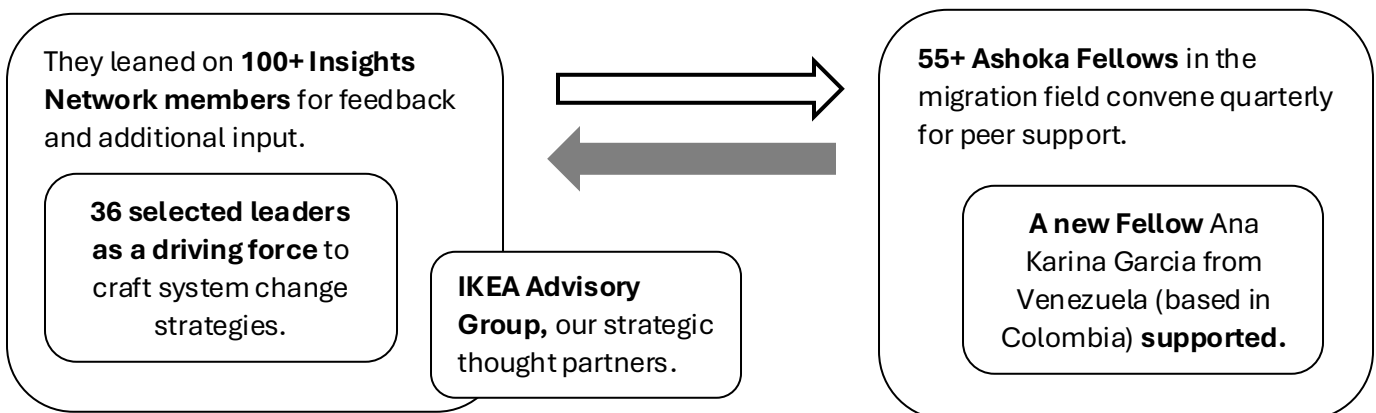 They leaned on 100+ Insights
Network members for feedback
and additional input.
36 selected leaders
as a driving force to
craft system change
strategies.
IKEA Advisory
Group, our strategic
thought partners.
55+ Ashoka Fellows in the
migration field convene quarterly
for peer support.
A new Fellow Ana
Karina Garcia from
Venezuela (based in
Colombia) supported.